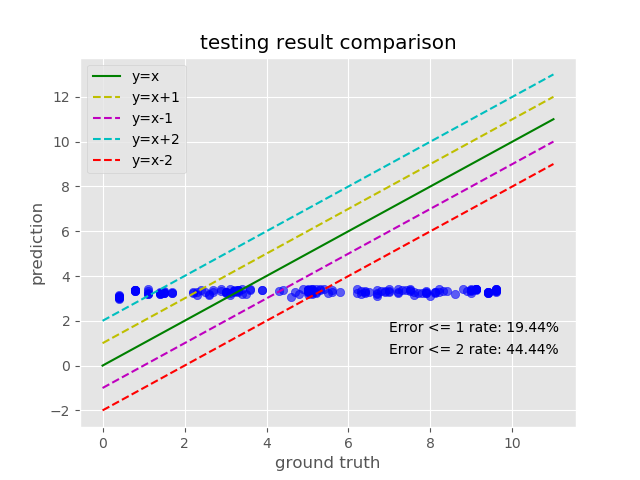 testing result comparison
y=x
y=x+1
y=x-1
y=x+2
y=x-2
12
10
8
6
4
2
0
−2
prediction
Error <= 1 rate: 19.44%
Error <= 2 rate: 44.44%
0 2 4 6 8 10
ground truth